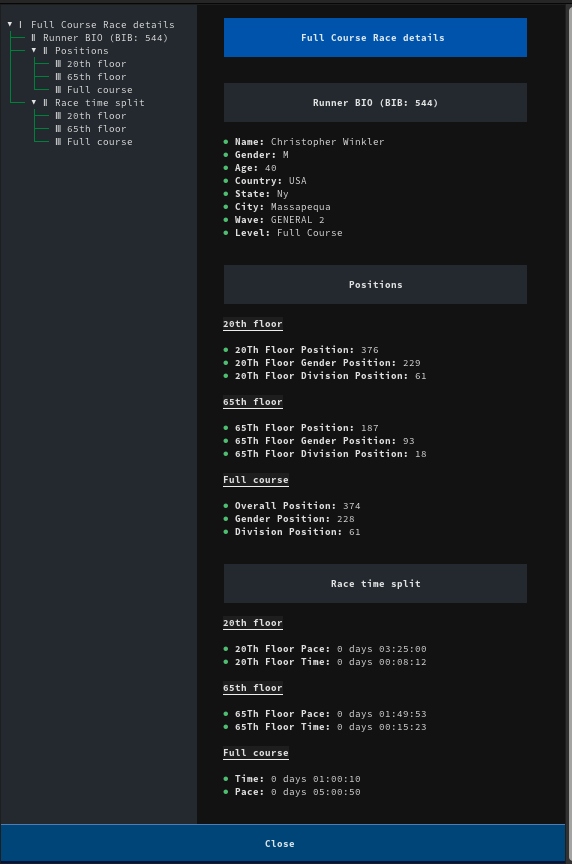 ▼ Ⅰ Full Course Race details
Ⅱ Runner BIO (BIB: 544)
▼ Ⅱ Positions
Ⅲ 20th floor
Ⅲ 65th floor
Ⅲ Full course
▼ Ⅱ Race time split
Ⅲ 20th floor
Ⅲ 65th floor
Ⅲ Full course
Full Course Race details
Runner BIO (BIB: 544)
• Name: Christopher Winkler
• Gender: M
• Age: 40
• Country: USA
• State: Ny
• City: Massapequa
• Wave: GENERAL 2
• Level: Full Course
Positions
20th floor
• 20Th Floor Position: 376
• 20Th Floor Gender Position: 229
• 20Th Floor Division Position: 61
65th floor
• 65Th Floor Position: 187
• 65Th Floor Gender Position: 93
• 65Th Floor Division Position: 18
Full course
• Overall Position: 374
• Gender Position: 228
• Division Position: 61
Race time split
20th floor
• 20Th Floor Pace: 0 days 03:25:00
• 20Th Floor Time: 0 days 00:08:12
65th floor
• 65Th Floor Pace: 0 days 01:49:53
• 65Th Floor Time: 0 days 00:15:23
Full course
• Time: 0 days 01:00:10
• Pace: 0 days 05:00:50
Close